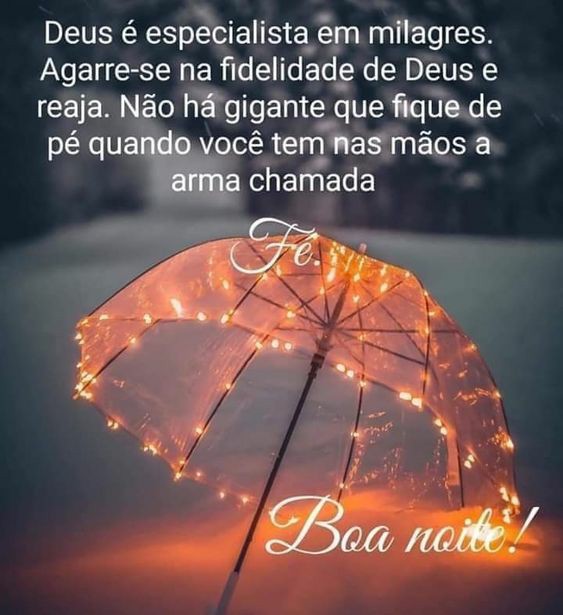 Deus é especialista em milagres.
Agarre-se na fidelidade de Deus e
reaja. Não há gigante que fique de
pé quando você tem nas mãos a
arma chamada
Fé.
Boa noite!